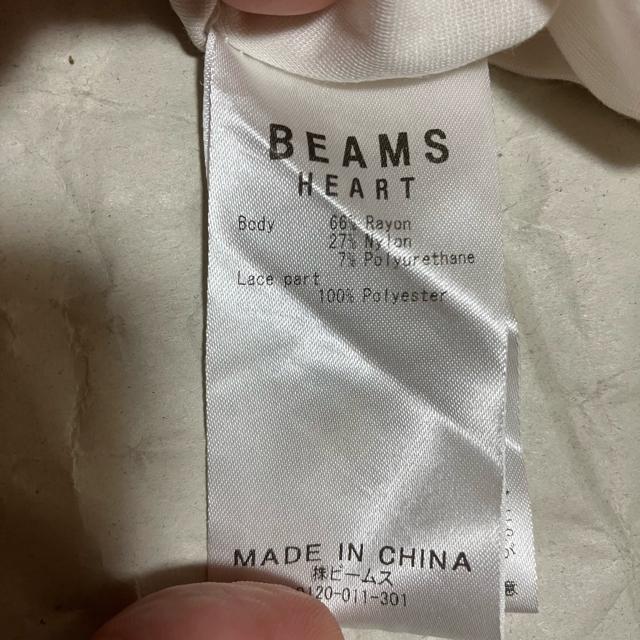 BEAMS
HEART
Body 66% Rayon
27% Nylon
7% Polyurethane
Lace part
100% Polyester
MADE IN CHINA
㈱ビームス
0120-011-301